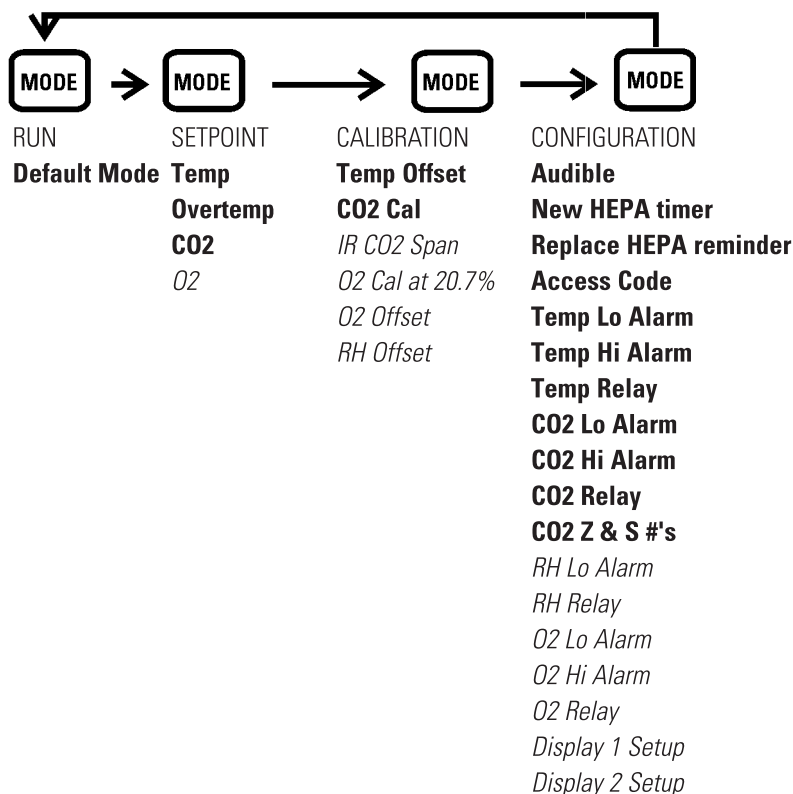 MODE
MODE
MODE
MODE
RUN
Default Mode
SETPOINT
Temp
Overtemp
CO2
O2
CALIBRATION
Temp Offset
CO2 Cal
IR CO2 Span
O2 Cal at 20.7%
O2 Offset
RH Offset
CONFIGURATION
Audible
New HEPA timer
Replace HEPA reminder
Access Code
Temp Lo Alarm
Temp Hi Alarm
Temp Relay
CO2 Lo Alarm
CO2 Hi Alarm
CO2 Relay
CO2 Z & S #'s
RH Lo Alarm
RH Relay
O2 Lo Alarm
O2 Hi Alarm
O2 Relay
Display 1 Setup
Display 2 Setup